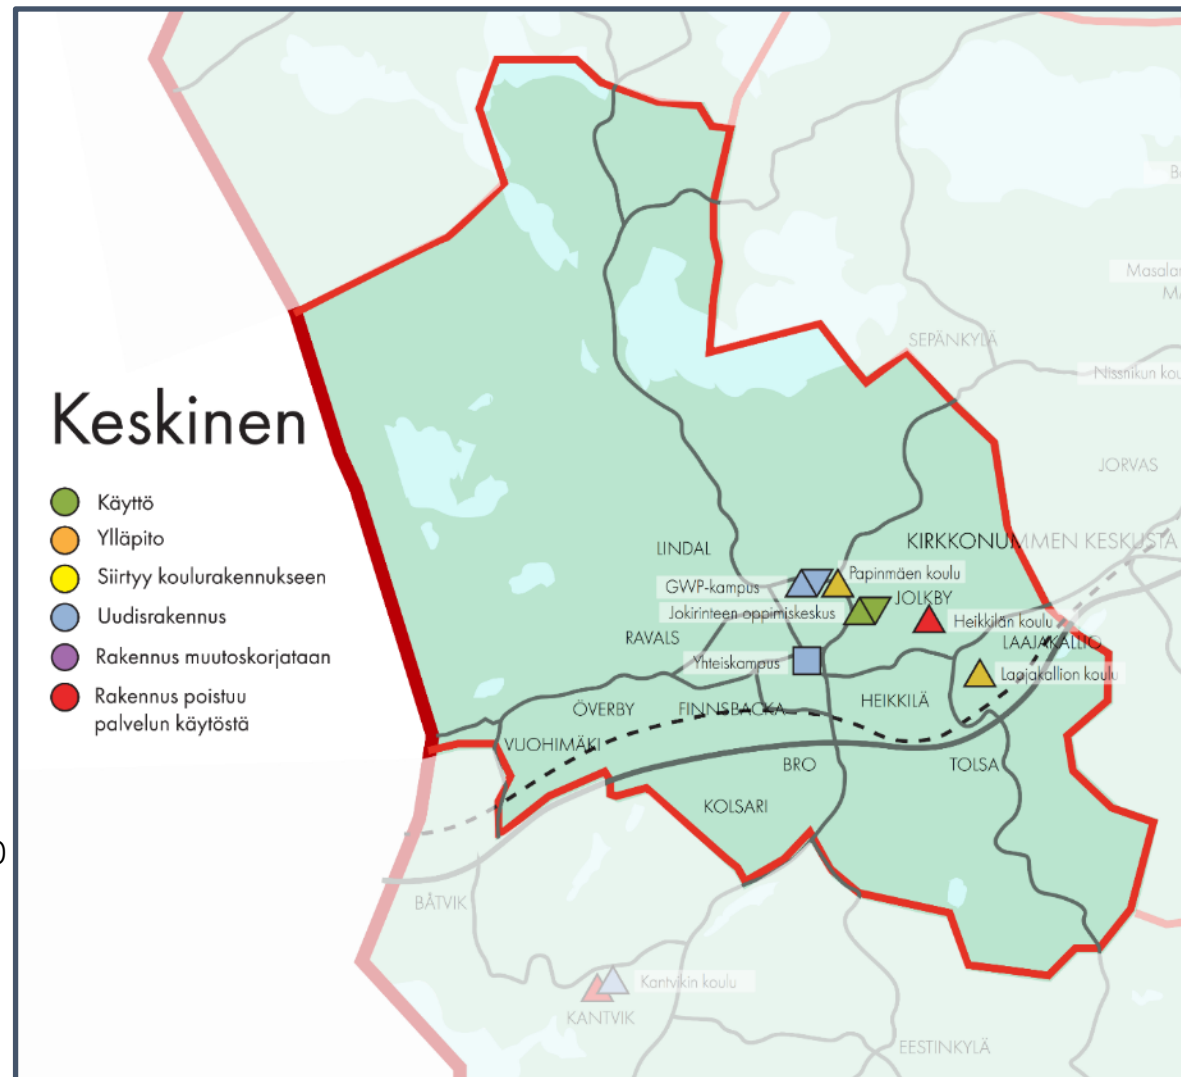 Keskinen
Käyttö
Ylläpito
Siirtyy koulurakennukseen
Uudisrakennus
Rakennus muutoskorjataan
Rakennus poistuu
palvelun käytöstä
SEPÄNKYLÄ
JORVAS
LINDAL
KIRKKONUMMEN KESKUSTA
GWP-kampus
Papinmäen koulu
JOLKBY
Jokirinteen oppimiskeskus
Heikkilän koulu
RAVALS
LAAJAKALLIO
Yhteiskampus
Laajakallion koulu
HEIKKILÄ
ÖVERBY
FINNSBACKA
VUOHIMÄKI
BRO
TOLSA
KOLSARI
BÅTVIK
Kantvikin koulu
KANTVIK
EESTINKYLÄ